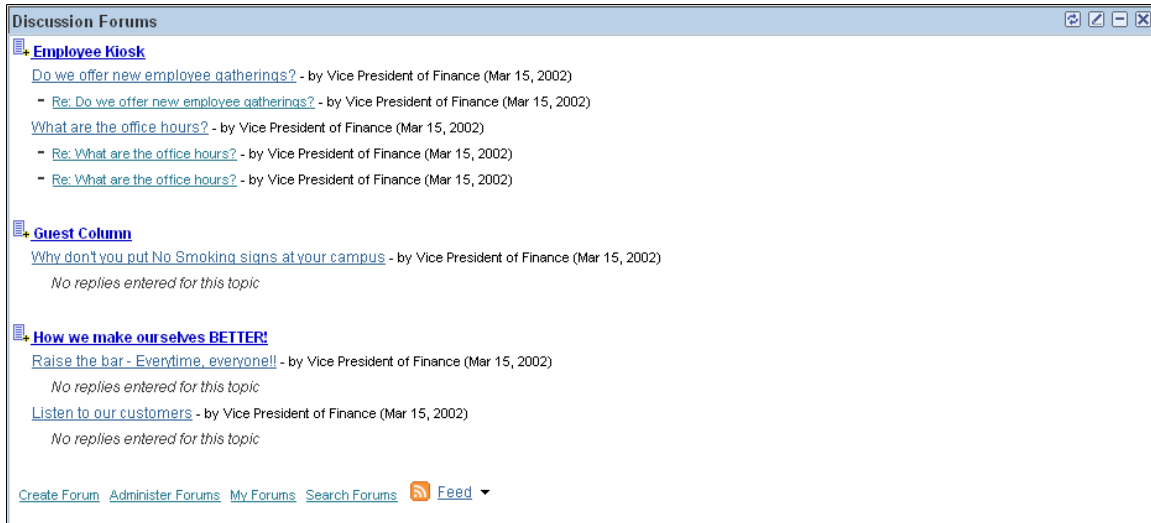 Discussion Forums
Employee Kiosk
Do we offer new employee gatherings? - by Vice President of Finance (Mar 15, 2002)
- Re: Do we offer new employee gatherings? - by Vice President of Finance (Mar 15, 2002)
What are the office hours? - by Vice President of Finance (Mar 15, 2002)
- Re: What are the office hours? - by Vice President of Finance (Mar 15, 2002)
- Re: What are the office hours? - by Vice President of Finance (Mar 15, 2002)
Guest Column
Why don't you put No Smoking signs at your campus - by Vice President of Finance (Mar 15, 2002)
No replies entered for this topic
How we make ourselves BETTER!
Raise the bar - Everytime, everyone!! - by Vice President of Finance (Mar 15, 2002)
No replies entered for this topic
Listen to our customers - by Vice President of Finance (Mar 15, 2002)
No replies entered for this topic
Create Forum Administer Forums My Forums Search Forums Feed